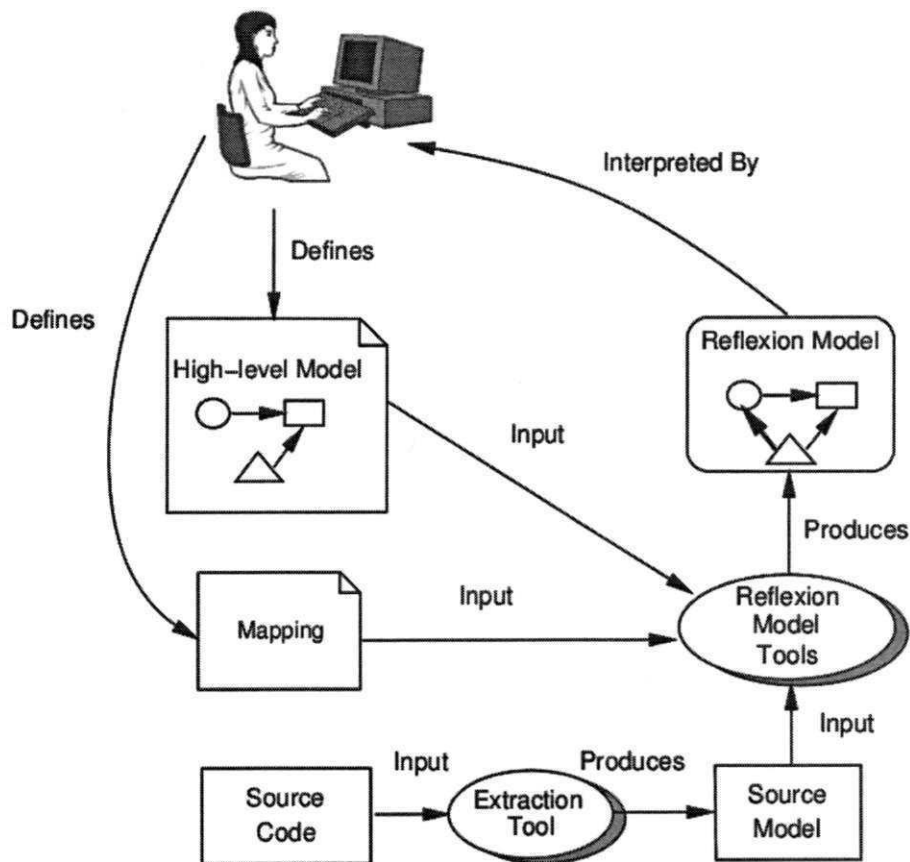 Interpreted By
Defines
Defines
High-level Model
Reflexion Model
Input
Produces
Mapping
Input
Reflexion
Model
Tools
Input
Input
Produces
Source
Code
Extraction
Tool
Source
Model